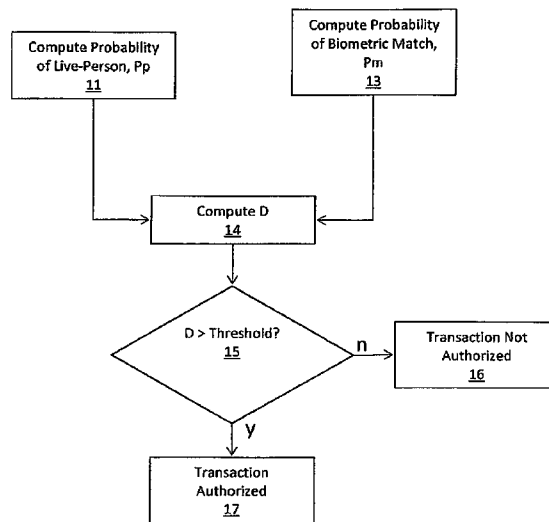 Compute Probability
of Live-Person, Pp
11
Compute Probability
of Biometric Match,
Pm
13
Compute D
14
D > Threshold?
15
n
Transaction Not
Authorized
16
y
Transaction
Authorized
17